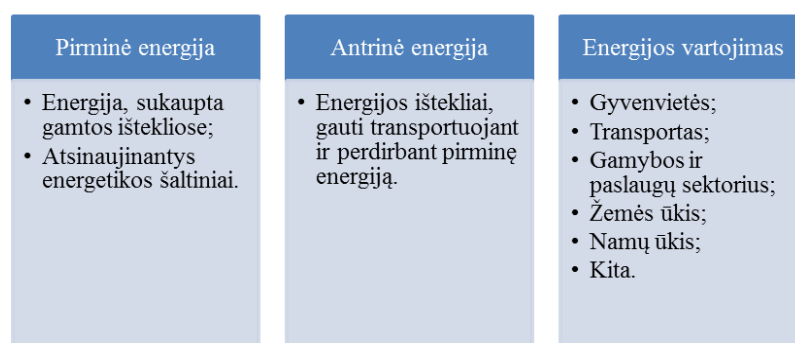 Pirminė energija
• Energija, sukaupta
gamtos ištekliose;
• Atsinaujinantys
energetikos šaltiniai.
Antrinė energija
• Energijos ištekliai,
gauti transportuojant
ir perdirbant pirminę
energiją.
Energijos vartojimas
• Gyvenvietės;
• Transportas;
• Gamybos ir
paslaugų sektorius;
• Žemės ūkis;
• Namų ūkis;
• Kita.